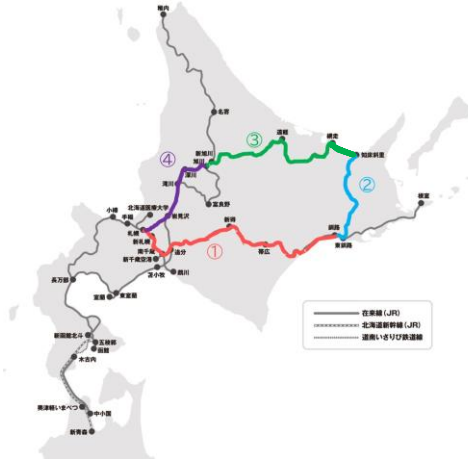 稚内
名寄
③
遠軽
網走
知床斜里
新旭川
旭川
④
深川
滝川
富良野
②
根室
北海道医療大学
小樽
手稲
岩見沢
札幌
新札幌
新得
釧路
東釧路
①
帯広
南千歳
追分
新千歳空港
苫小牧
鵡川
長万部
室蘭
東室蘭
在来線(JR)
北海道新幹線(JR)
道南いさりび鉄道線
新函館北斗
五稜郭
函館
木古内
奥津軽いまべつ
中小国
新青森